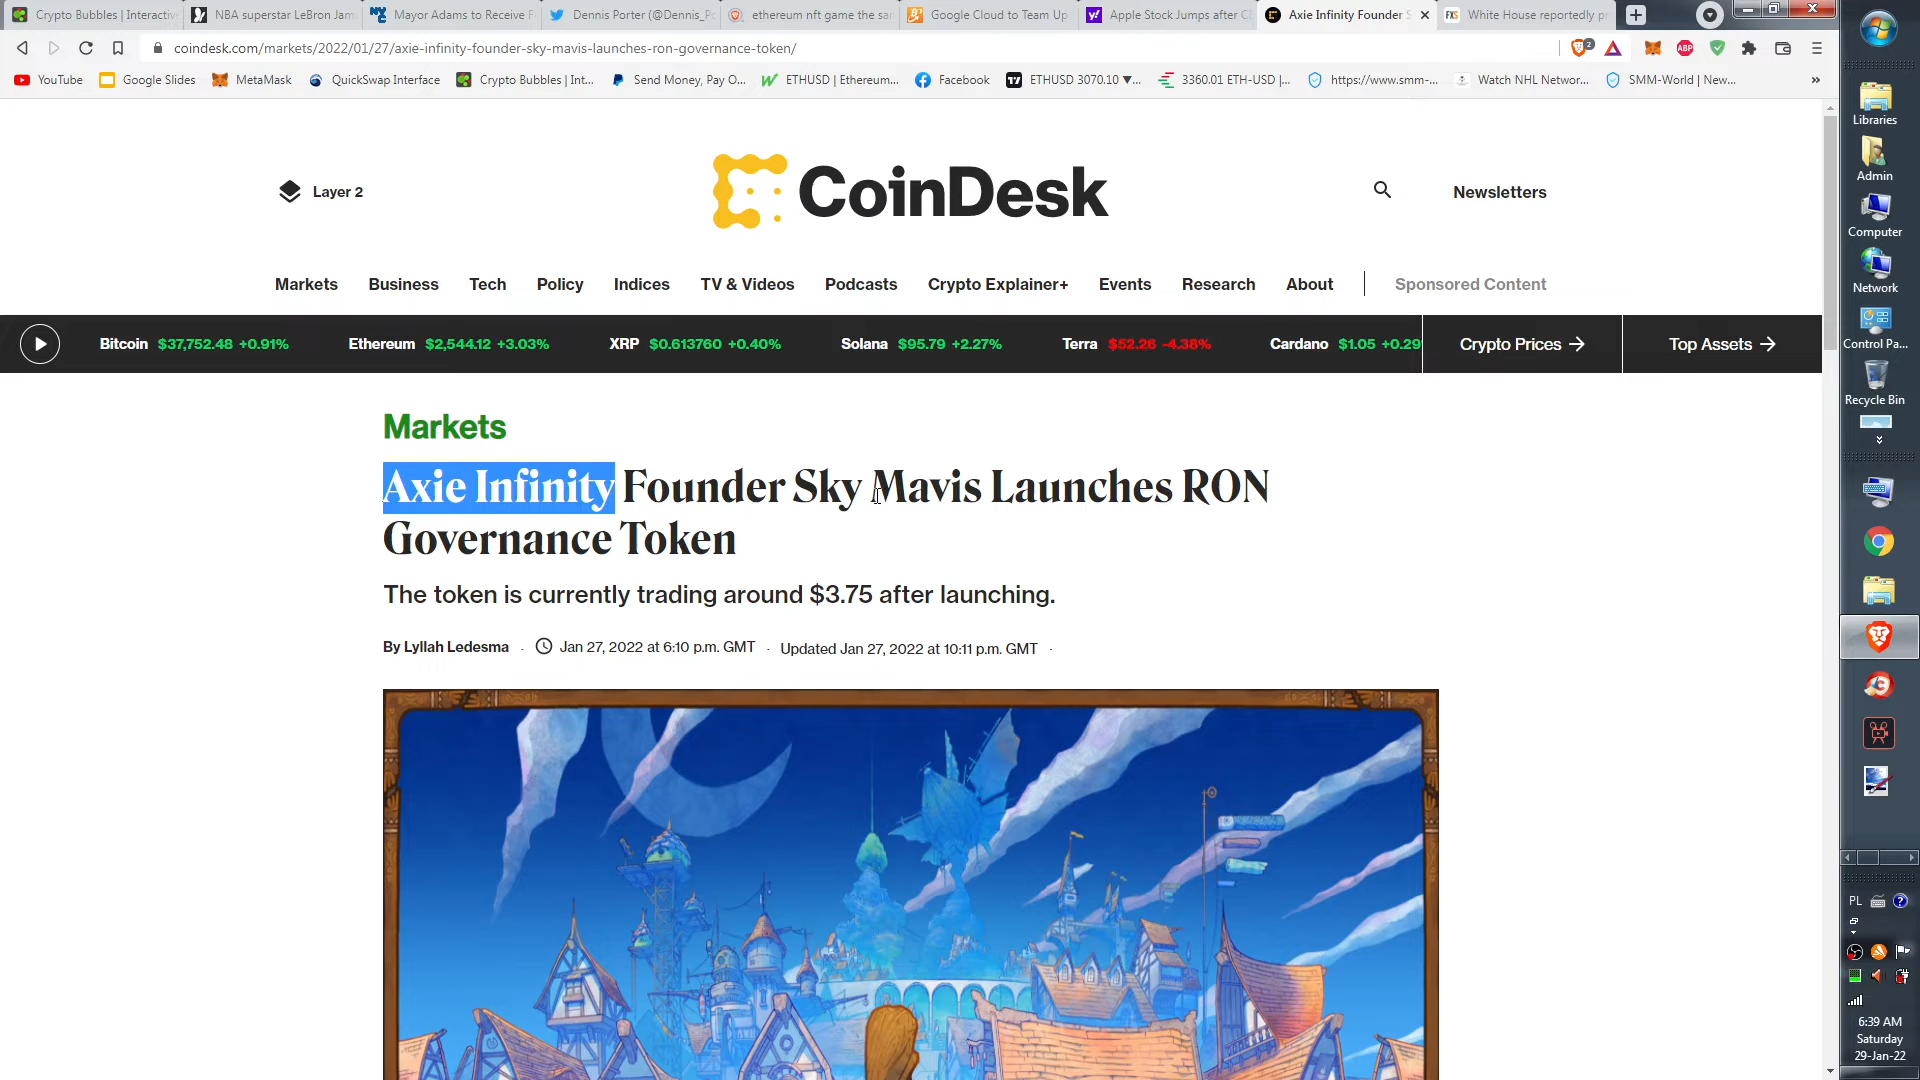 Crypto Bubbles | Interactiv
NBA superstar LeBron Jam
Mayor Adams to Receive F
Dennis Porter (@Dennis_Po
ethereum nft game the sa
Google Cloud to Team Up
Apple Stock Jumps after C
Axie Infinity Founder S
White House reportedly p
coindesk.com/markets/2022/01/27/axie-infinity-founder-sky-mavis-launches-ron-governance-token/
2
ABP
YouTube
Google Slides
MetaMask
QuickSwap Interface
Crypto Bubbles | Int...
Send Money, Pay O...
ETHUSD | Ethereum...
Facebook
ETHUSD 3070.10 ▼...
3360.01 ETH-USD |...
https://www.smm-...
Watch NHL Networ...
SMM-World | New...
»
Layer 2
CoinDesk
Newsletters
Markets
Business
Tech
Policy
Indices
TV & Videos
Podcasts
Crypto Explainer+
Events
Research
About
Sponsored Content
Bitcoin $37,752.48 +0.91%
Ethereum $2,544.12 +3.03%
XRP $0.613760 +0.40%
Solana $95.79 +2.27%
Terra $52.26 -4.38%
Cardano $1.05 +0.29
Crypto Prices →
Top Assets →
Markets
Axie Infinity Founder Sky Mavis Launches RON
Governance Token
The token is currently trading around $3.75 after launching.
By Lyllah Ledesma . Jan 27, 2022 at 6:10 p.m. GMT · Updated Jan 27, 2022 at 10:11 p.m. GMT ·
Libraries
Admin
Computer
Network
Control Pa...
Recycle Bin
PL
6:39 AM
Saturday
29-Jan-22